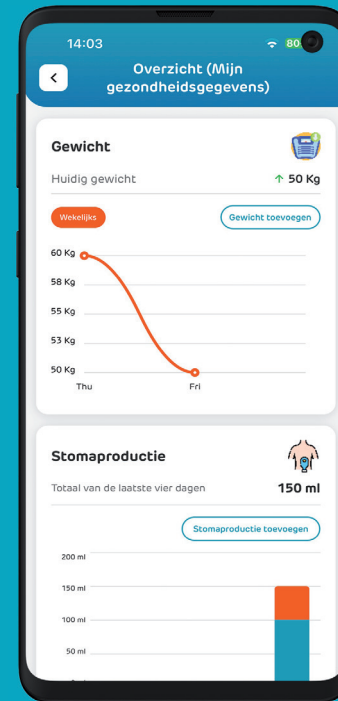 14:03
80
Overzicht (Mijn
gezondheidsgegevens)
Gewicht
Huidig gewicht
↑ 50 Kg
Wekelijks
Gewicht toevoegen
60 Kg
58 Kg
55 Kg
53 Kg
50 Kg
Thu
Fri
Stomaproductie
Totaal van de laatste vier dagen
150 ml
Stomaproductie toevoegen
200 ml
150 ml
100 ml
50 ml